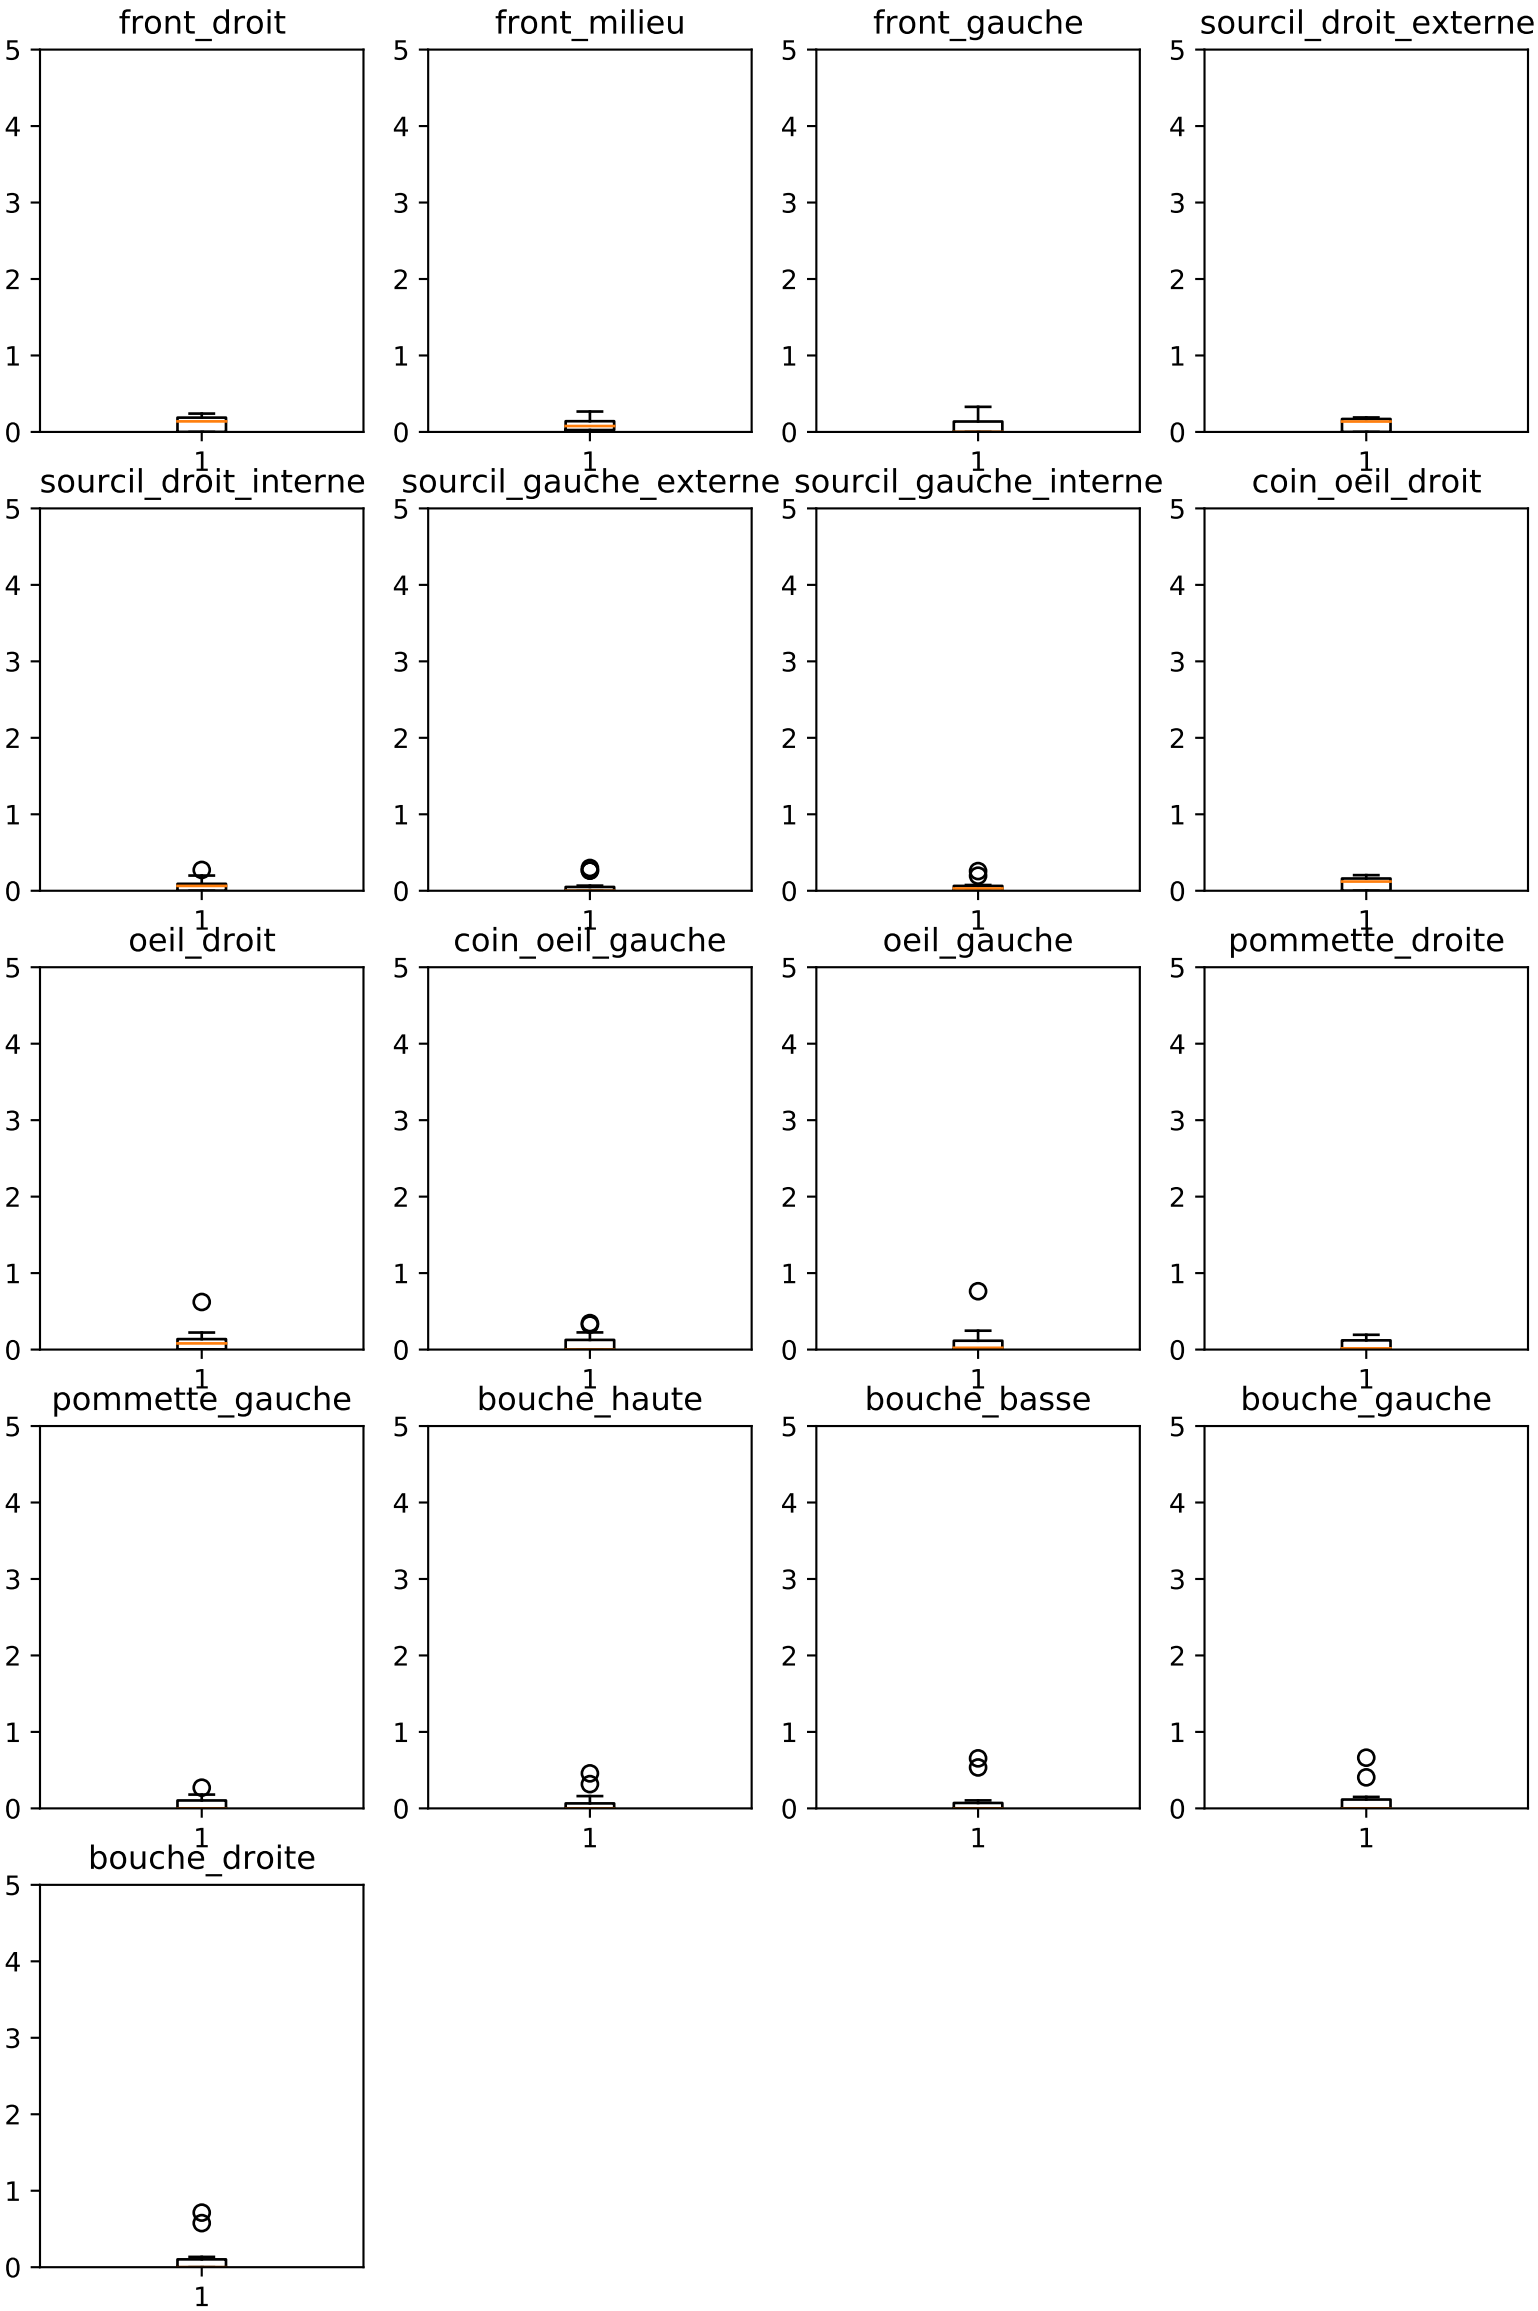 front_droit front_milieu front_gauche sourcil_droit_externe
5 5 5 5
4 4 4 4
3 3 3 3
2 2 2 2
1 1 1 1
0 0 0 0
1 1 1 1
sourcil_droit_interne sourcil_gauche_externe sourcil_gauche_interne coin_oeil_droit
5 5 5 5
4 4 4 4
3 3 3 3
2 2 2 2
1 1 1 1
0 0 0 0
1 1 1 1
oeil_droit coin_oeil_gauche oeil_gauche pommette_droite
5 5 5 5
4 4 4 4
3 3 3 3
2 2 2 2
1 1 1 1
0 0 0 0
1 1 1 1
pommette_gauche bouche_haute bouche_basse bouche_gauche
5 5 5 5
4 4 4 4
3 3 3 3
2 2 2 2
1 1 1 1
0 0 0 0
1 1 1 1
bouche_droite
5
4
3
2
1
0
1